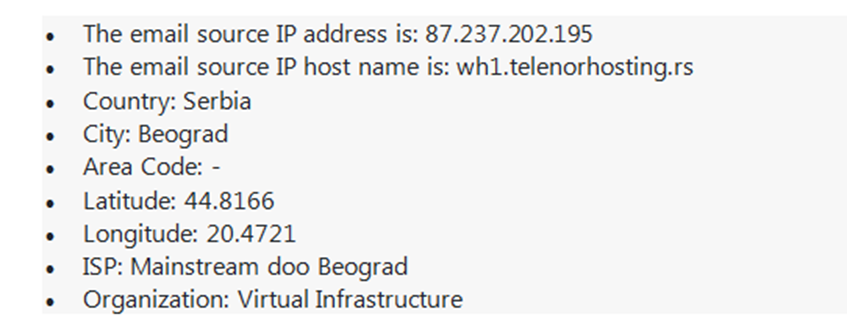 • The email source IP address is: 87.237.202.195
• The email source IP host name is: wh1.telenorhosting.rs
• Country: Serbia
• City: Beograd
• Area Code: -
• Latitude: 44.8166
• Longitude: 20.4721
• ISP: Mainstream doo Beograd
• Organization: Virtual Infrastructure